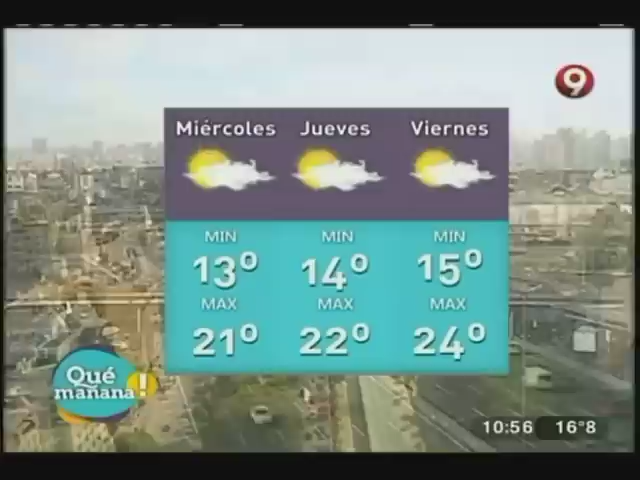 9
Miércoles Jueves Viernes
MIN MIN MIN
13º 14º 15º
MAX MAX MAX
21º 22º 24º
Qué
mañana!
10:56 16°8